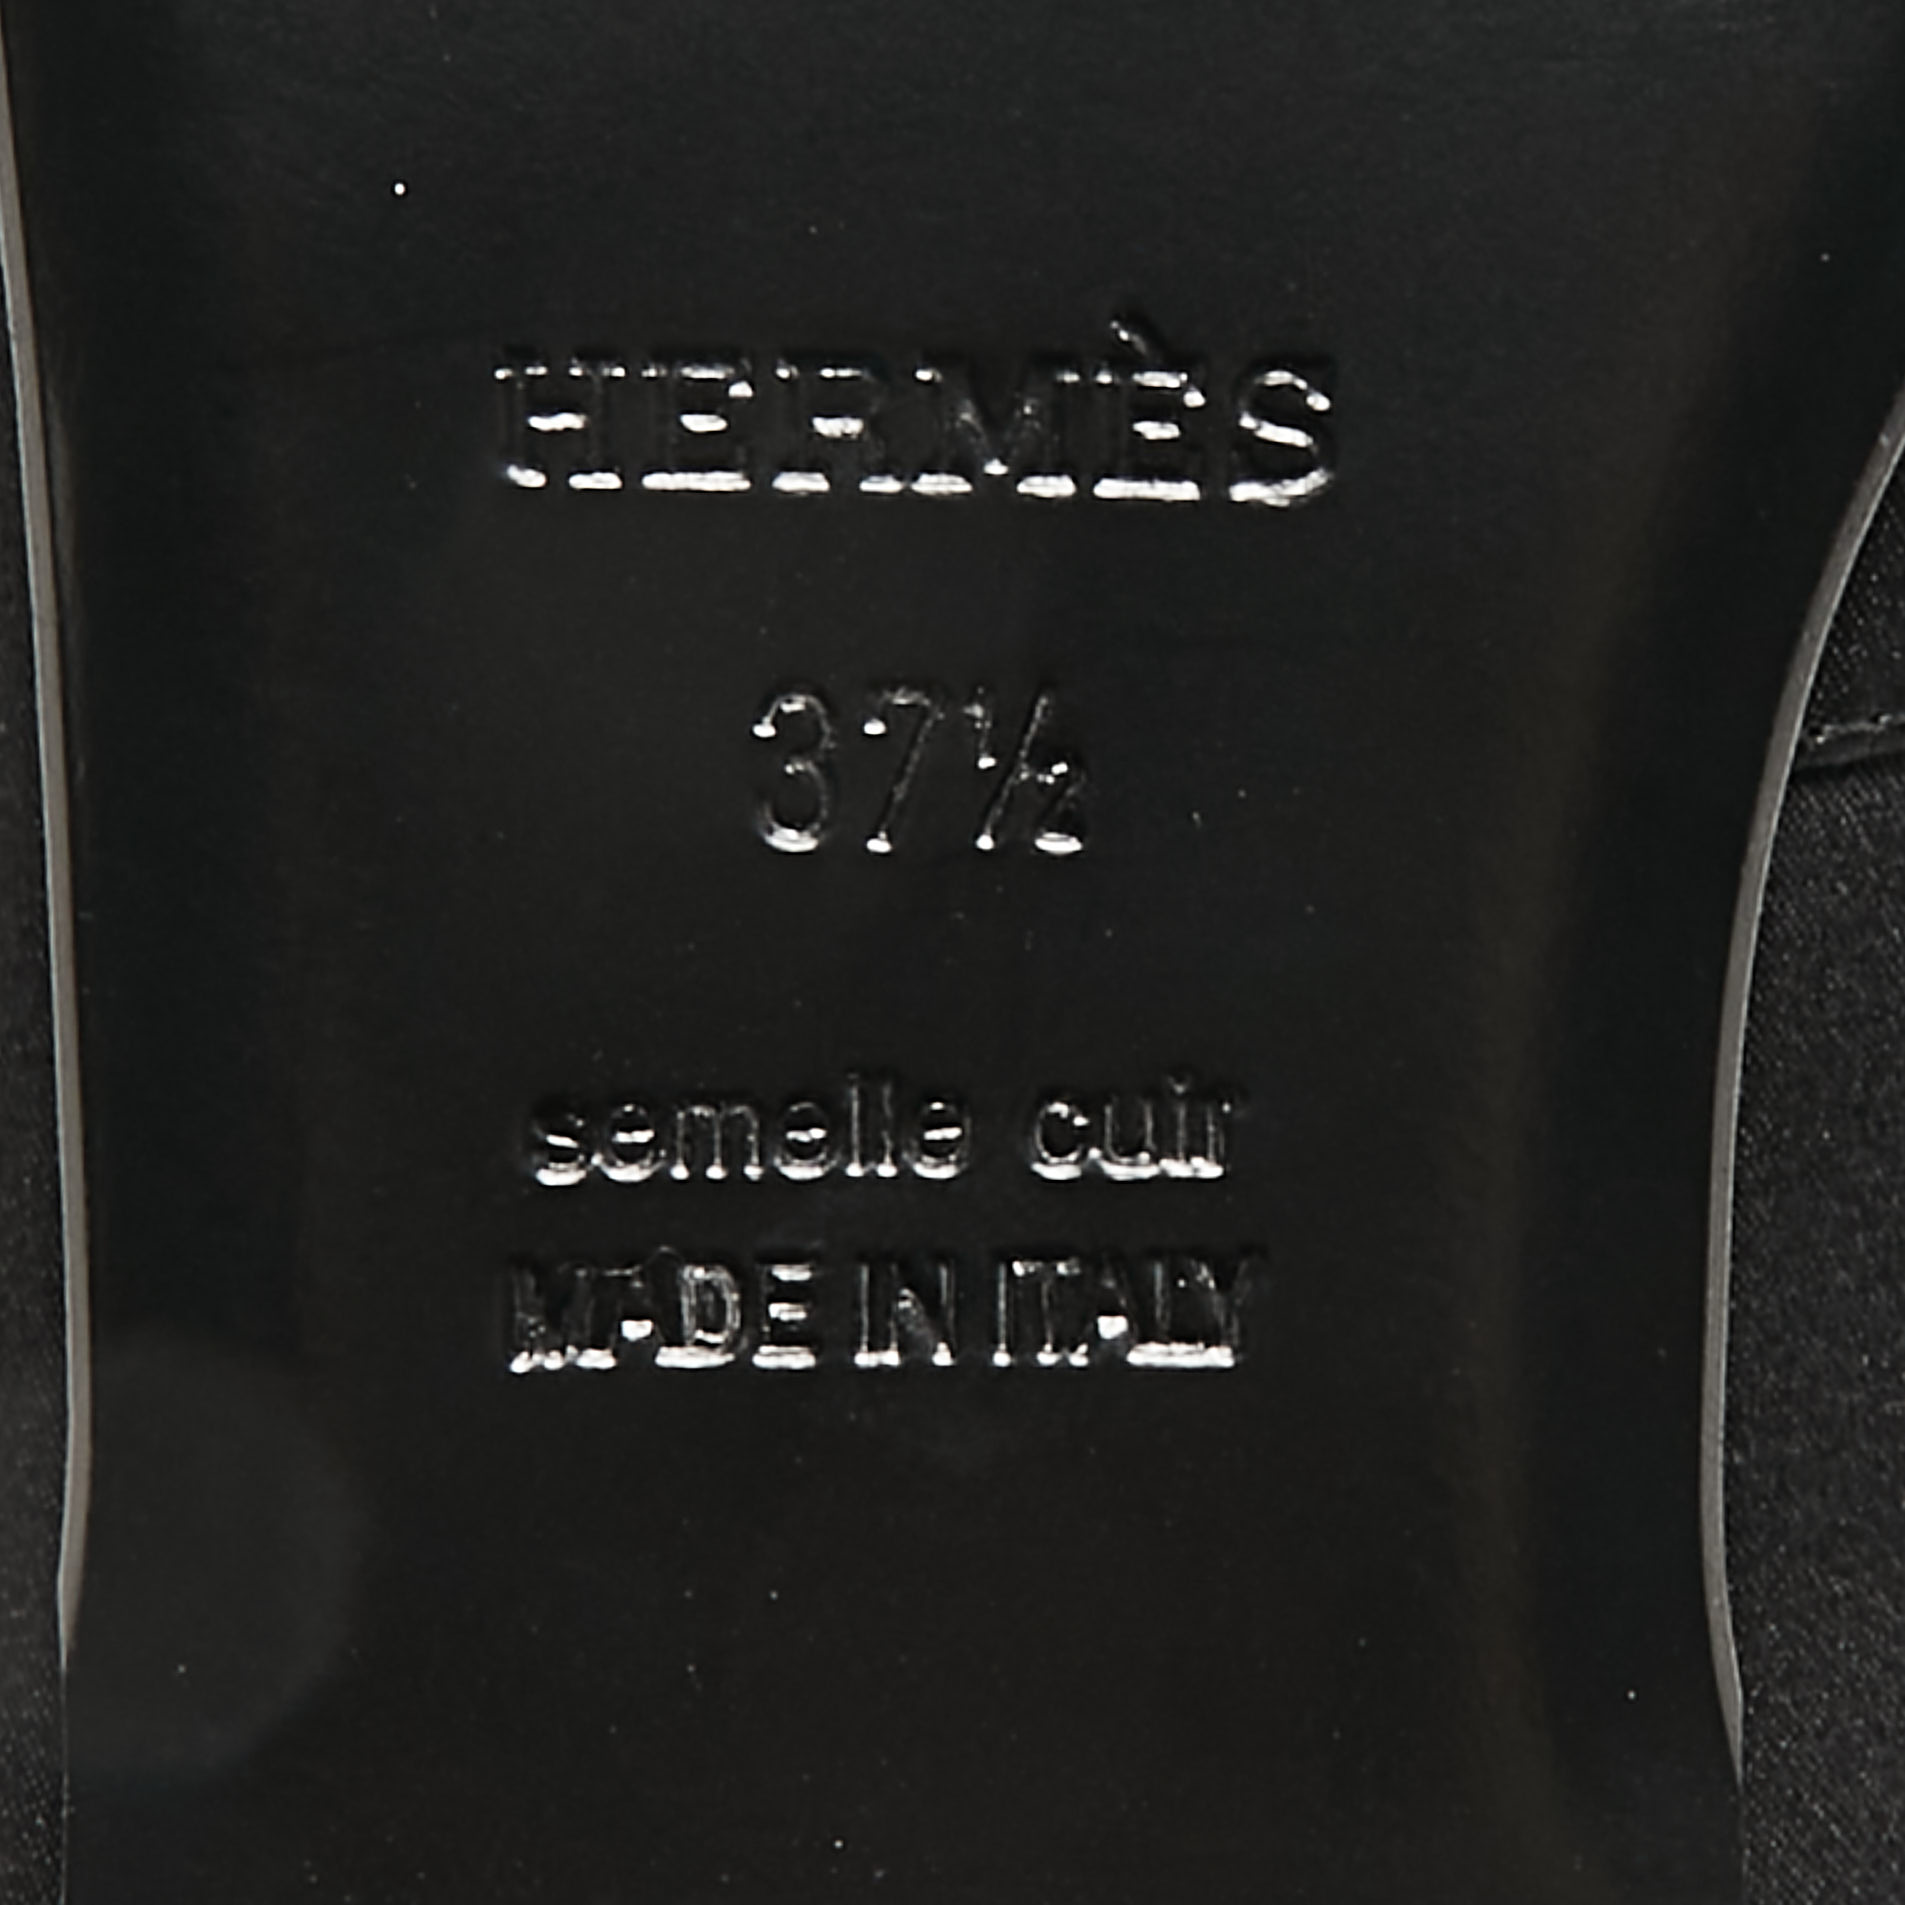 HERMÈS
37½
semelle cuir
MADE IN ITALY